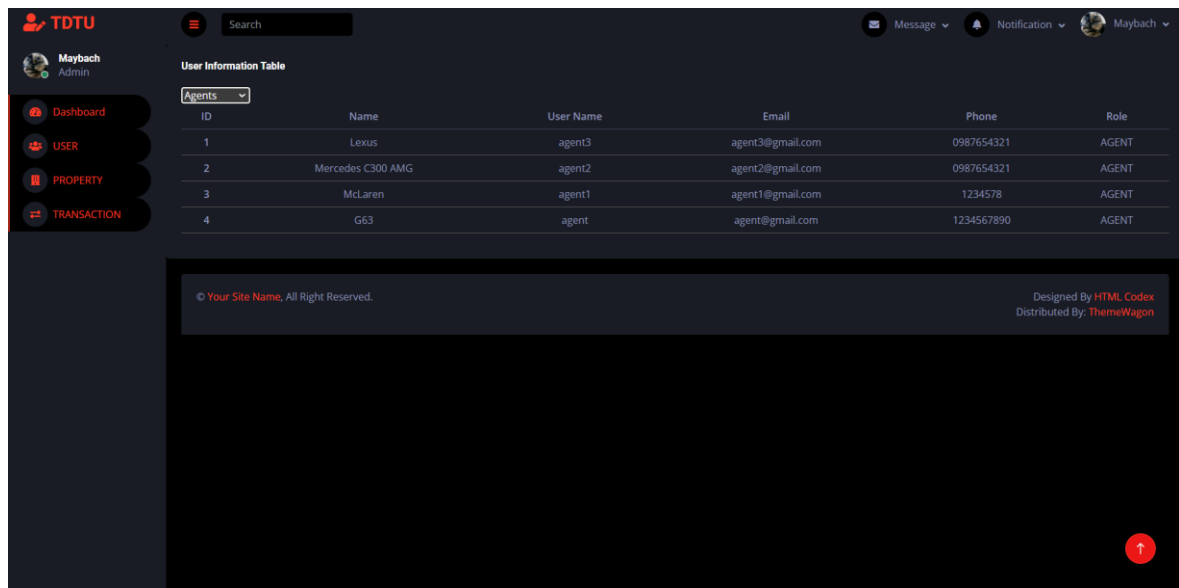 TDTU
Search
Message
Notification
Maybach
Maybach
Admin
Dashboard
USER
PROPERTY
TRANSACTION
User Information Table
Agents
ID Name User Name Email Phone Role
1 Lexus agent3 agent3@gmail.com 0987654321 AGENT
2 Mercedes C300 AMG agent2 agent2@gmail.com 0987654321 AGENT
3 McLaren agent1 agent1@gmail.com 1234578 AGENT
4 G63 agent agent@gmail.com 1234567890 AGENT
© Your Site Name, All Right Reserved.
Designed By HTML Codex
Distributed By: ThemeWagon